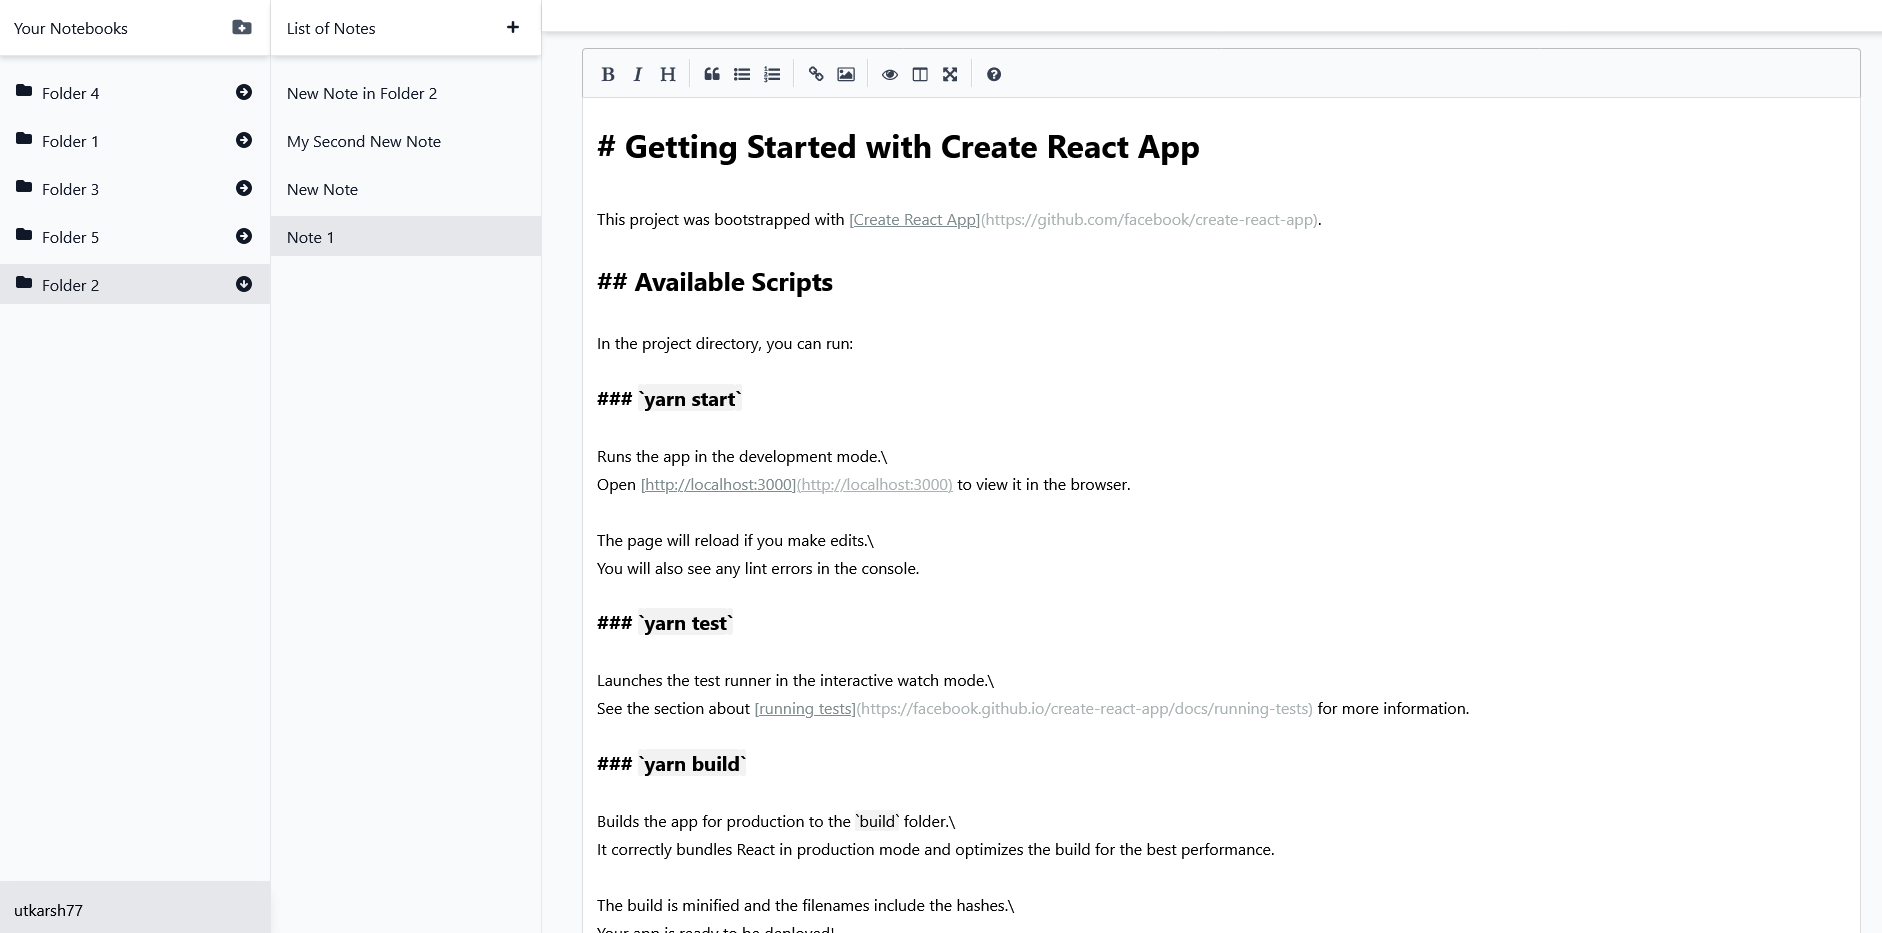 Your Notebooks
Folder 4
Folder 1
Folder 3
Folder 5
Folder 2
utkarsh77
List of Notes
New Note in Folder 2
My Second New Note
New Note
Note 1
B I H
# Getting Started with Create React App
This project was bootstrapped with [Create React App](https://github.com/facebook/create-react-app).
## Available Scripts
In the project directory, you can run:
### `yarn start`
Runs the app in the development mode.\
Open [http://localhost:3000](http://localhost:3000) to view it in the browser.
The page will reload if you make edits.\
You will also see any lint errors in the console.
### `yarn test`
Launches the test runner in the interactive watch mode.\
See the section about [running tests](https://facebook.github.io/create-react-app/docs/running-tests) for more information.
### `yarn build`
Builds the app for production to the `build` folder.\
It correctly bundles React in production mode and optimizes the build for the best performance.
The build is minified and the filenames include the hashes.\
Your app is ready to be deployed!